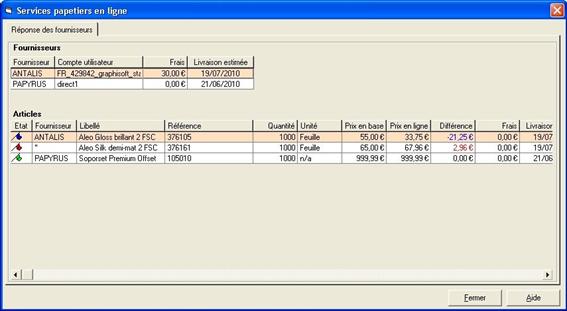 Services papetiers en ligne
Réponse des fournisseurs
Fournisseurs
Fournisseur Compte utilisateur Frais Livraison estimée
ANTALIS FR_429842_graphisoft_sta 30,00 € 19/07/2010
PAPYRUS direct1 0,00 € 21/06/2010
Articles
Etat Fournisseur Libellé Référence Quantité Unité Prix en base Prix en ligne Différence Frais Livraison
ANTALIS Aleo Gloss brillant 2 FSC 376105 1000 Feuille 55,00 € 33,75 € -21,25 € 0,00 € 19/07
" Aleo Silk demi-mat 2 FSC 376161 1000 Feuille 65,00 € 67,96 € 2,96 € 0,00 € 19/07
PAPYRUS Soporset Premium Offset 105010 1000 n/a 999,99 € 999,99 € 0,00 € 0,00 € 21/06
Fermer Aide